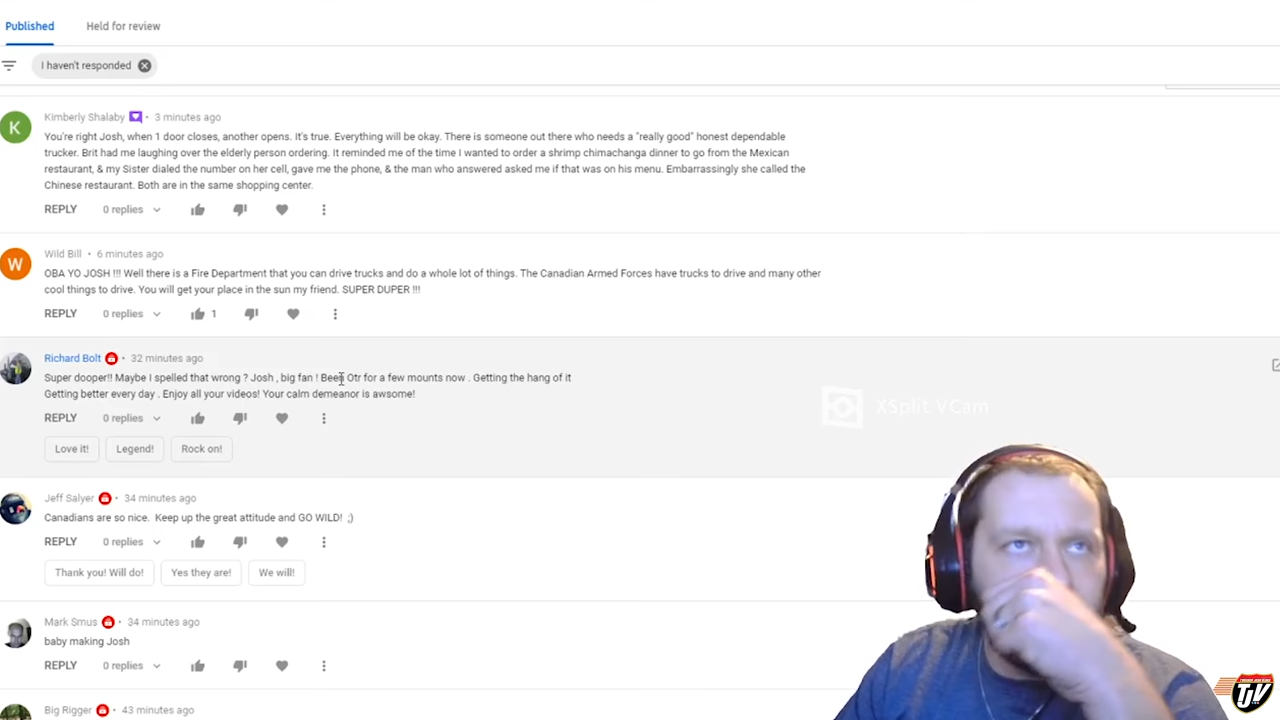 Published Held for review
I haven't responded
Kimberly Shalaby • 3 minutes ago
You're right Josh, when 1 door closes, another opens. It's true. Everything will be okay. There is someone out there who needs a "really good" honest dependable
trucker. Brit had me laughing over the elderly person ordering. It reminded me of the time I wanted to order a shrimp chimachanga dinner to go from the Mexican
restaurant, & my Sister dialed the number on her cell, gave me the phone, & the man who answered asked me if that was on his menu. Embarrassingly she called the
Chinese restaurant. Both are in the same shopping center.
REPLY 0 replies
Wild Bill • 6 minutes ago
OBA YO JOSH !!! Well there is a Fire Department that you can drive trucks and do a whole lot of things. The Canadian Armed Forces have trucks to drive and many other
cool things to drive. You will get your place in the sun my friend. SUPER DUPER !!!
REPLY 0 replies 1
Richard Bolt • 32 minutes ago
Super dooper!! Maybe I spelled that wrong ? Josh , big fan ! Been Otr for a few mounts now . Getting the hang of it
Getting better every day . Enjoy all your videos! Your calm demeanor is awsome!
XSplit VCam
REPLY 0 replies
Love it! Legend! Rock on!
Jeff Salyer • 34 minutes ago
Canadians are so nice. Keep up the great attitude and GO WILD! ;)
REPLY 0 replies
Thank you! Will do! Yes they are! We will!
Mark Smus • 34 minutes ago
baby making Josh
REPLY 0 replies
TJV
Big Rigger • 43 minutes ago